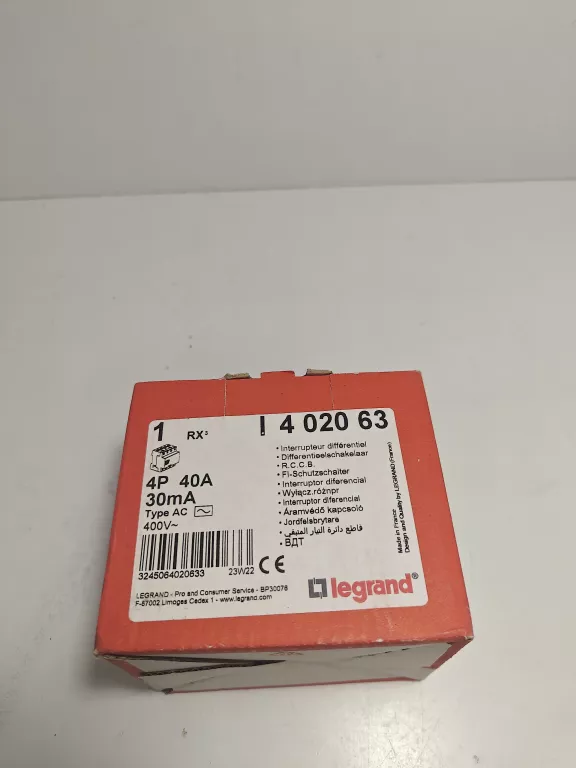 1 RX³ I 4 020 63
4P 40A
30mA
Type AC
400V~
• Interrupteur différentiel
• Differentieelschakelaar
• R.C.C.B.
• FI-Schutzschalter
• Interruptor diferencial
• Wyłącz.różnpr
• Interruptor diferencial
• Áramvédő kapcsoló
• Jordfelsbrytare
• قاطع دائرة التيار المتبقي
• ВДТ
Made in France
Design and Quality by LEGRAND (France)
3245064020633 23W22 CE
LEGRAND - Pro and Consumer Service - BP30076
F-87002 Limoges Cedex 1 - www.legrand.com
legrand®